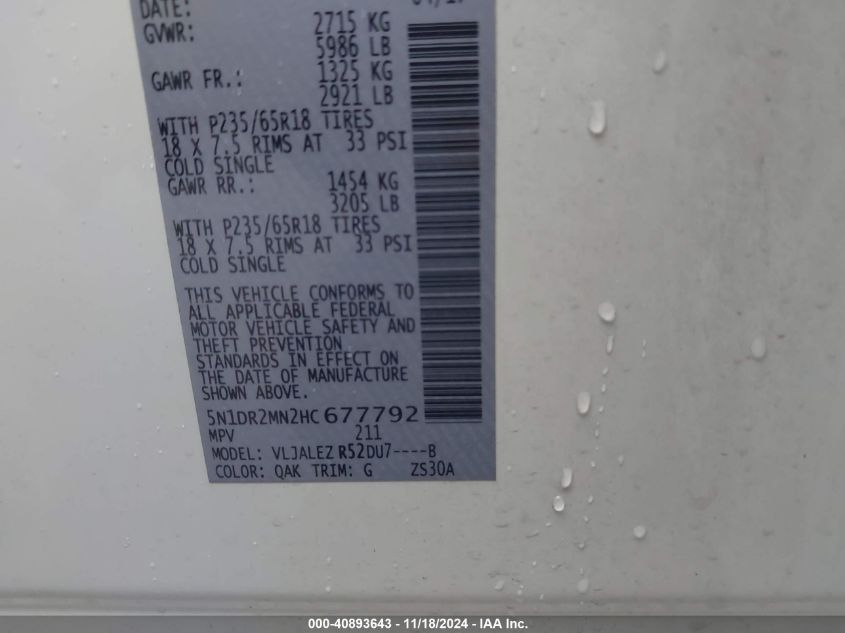 DATE:
GVWR: 2715 KG
5986 LB
GAWR FR.: 1325 KG
2921 LB
WITH P235/65R18 TIRES
18 X 7.5 RIMS AT 33 PSI
COLD SINGLE
GAWR RR.: 1454 KG
3205 LB
WITH P235/65R18 TIRES
18 X 7.5 RIMS AT 33 PSI
COLD SINGLE
THIS VEHICLE CONFORMS TO
ALL APPLICABLE FEDERAL
MOTOR VEHICLE SAFETY AND
THEFT PREVENTION
STANDARDS IN EFFECT ON
THE DATE OF MANUFACTURE
SHOWN ABOVE.
5N1DR2MN2HC677792
MPV 211
MODEL: VLJALEZ R52DU7----B
COLOR: QAK TRIM: G ZS30A
000-40893643 - 11/18/2024 - IAA Inc.